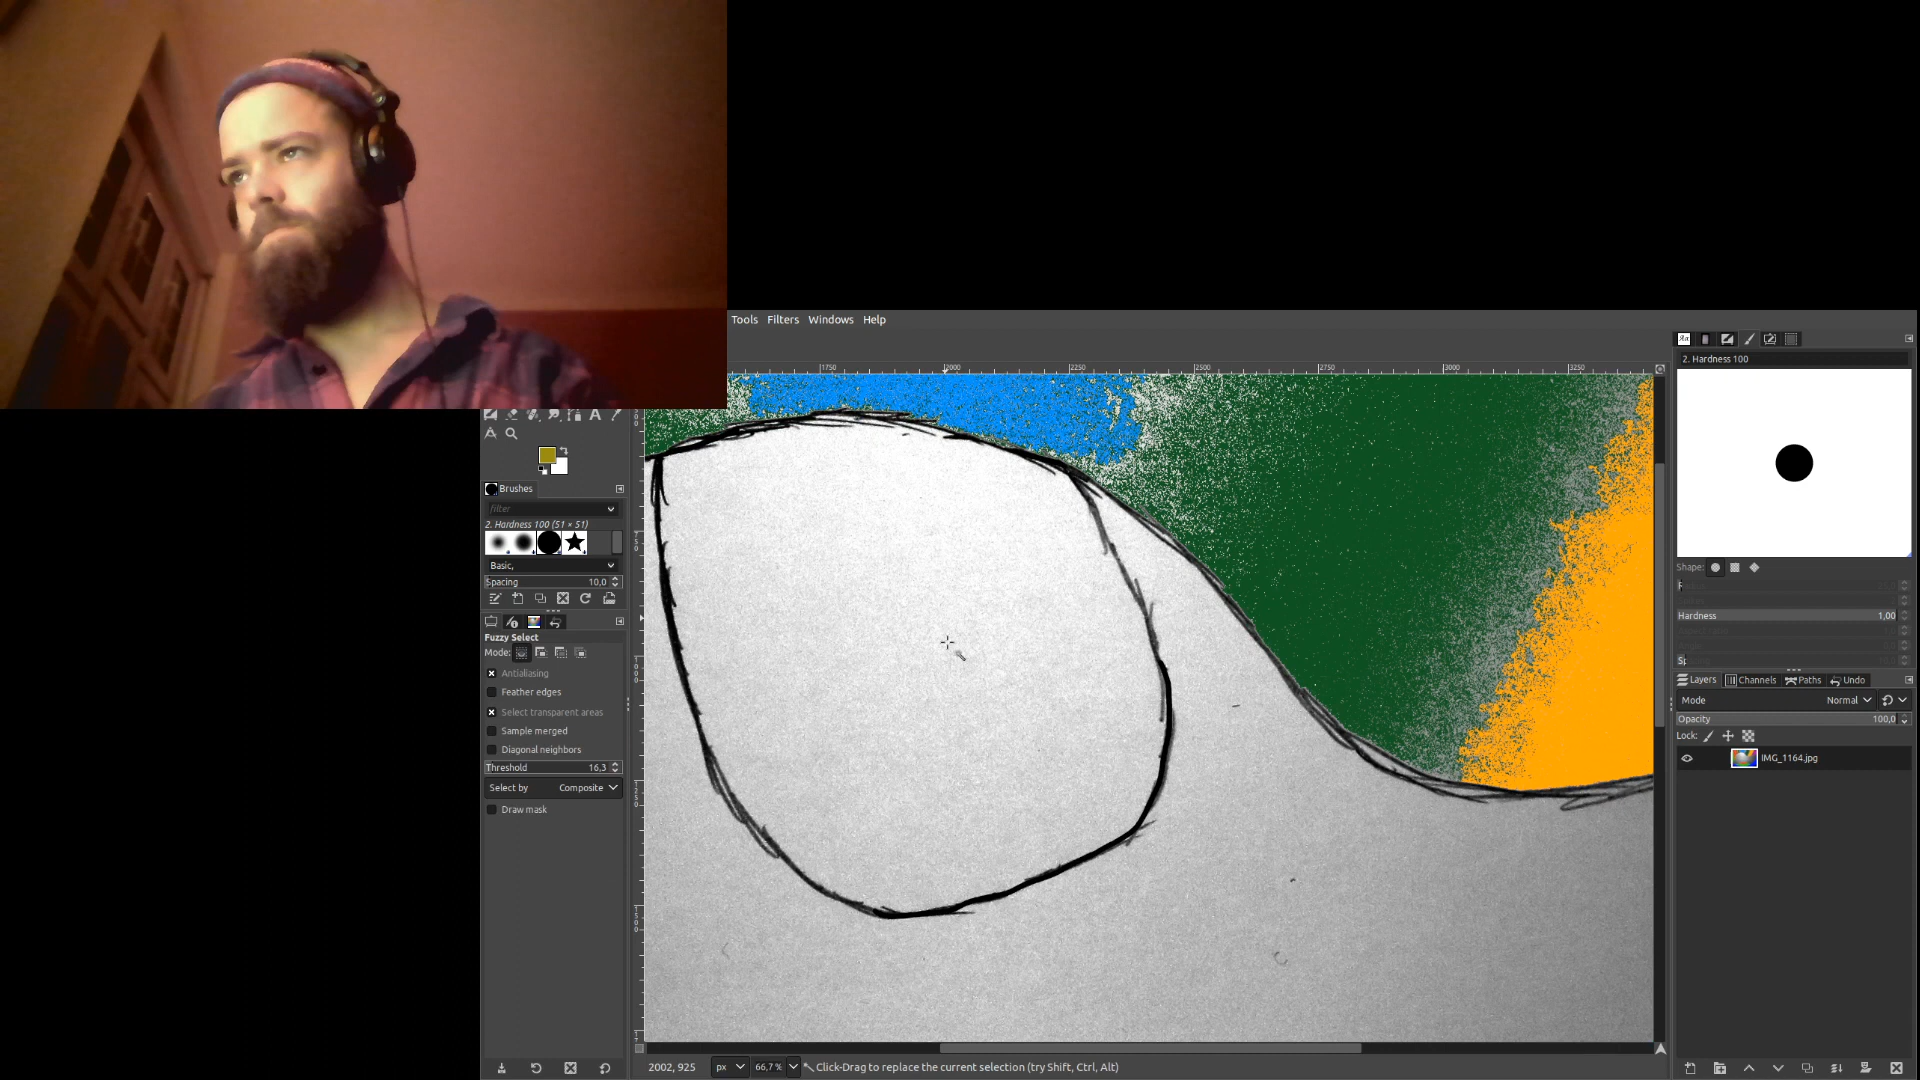 Tools Filters Windows Help
2. Hardness 100
1750 2000 2250 2500 2750 3000 3250
Brushes
filter
2. Hardness 100 (51 × 51)
Basic,
Spacing 10,0
Fuzzy Select
Mode:
Antialiasing
Feather edges
Select transparent areas
Sample merged
Diagonal neighbors
Threshold 16,3
Select by Composite
Draw mask
Shape:
Hardness 1,00
Layers Channels Paths Undo
Mode Normal
Opacity 100,0
Lock:
IMG_1164.jpg
2002, 925 px 66,7 % Click-Drag to replace the current selection (try Shift, Ctrl, Alt)